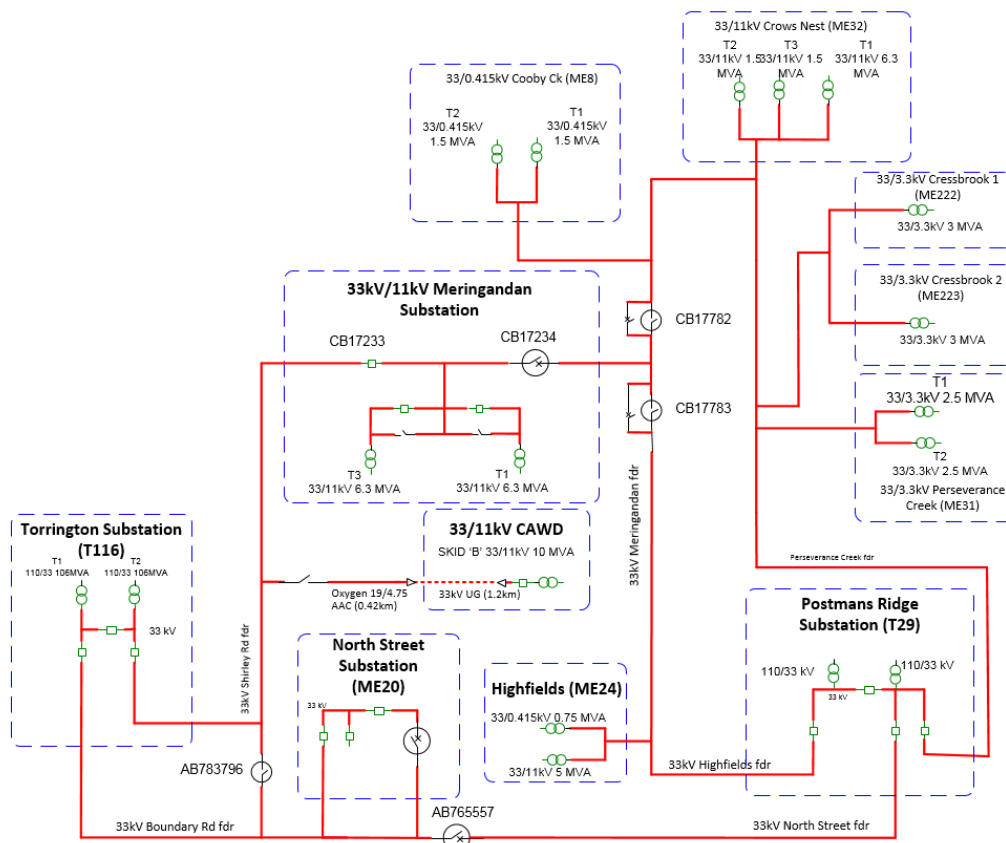 33/11kV Crows Nest (ME32)
T2
33/11kV 1.5
MVA
T3
33/11kV 1.5
MVA
T1
33/11kV 6.3
MVA
33/0.415kV Cooby Ck (ME8)
T2
33/0.415kV
1.5 MVA
T1
33/0.415kV
1.5 MVA
33/3.3kV Cressbrook 1
(ME222)
33/3.3kV 3 MVA
33/3.3kV Cressbrook 2
(ME223)
33/3.3kV 3 MVA
T1
33/3.3kV 2.5 MVA
T2
33/3.3kV 2.5 MVA
33/3.3kV Perseverance
Creek (ME31)
33kV/11kV Meringandan
Substation
CB17233
CB17234
CB17782
CB17783
T3
33/11kV 6.3 MVA
T1
33/11kV 6.3 MVA
33kV Meringandan fdr
Torrington Substation
(T116)
T1
110/33 106MVA
T2
110/33 106MVA
33 kV
33kV Shirley Rd fdr
33/11kV CAWD
SKID 'B' 33/11kV 10 MVA
33kV UG (1.2km)
Oxygen 19/4.75
AAC (0.42km)
Perseverance Creek fdr
Postmans Ridge
Substation (T29)
110/33 kV
110/33 kV
33 kV
North Street
Substation
(ME20)
33 kV
Highfields (ME24)
33/0.415kV 0.75 MVA
33/11kV 5 MVA
33kV Highfields fdr
AB783796
AB765557
33kV Boundary Rd fdr
33kV North Street fdr